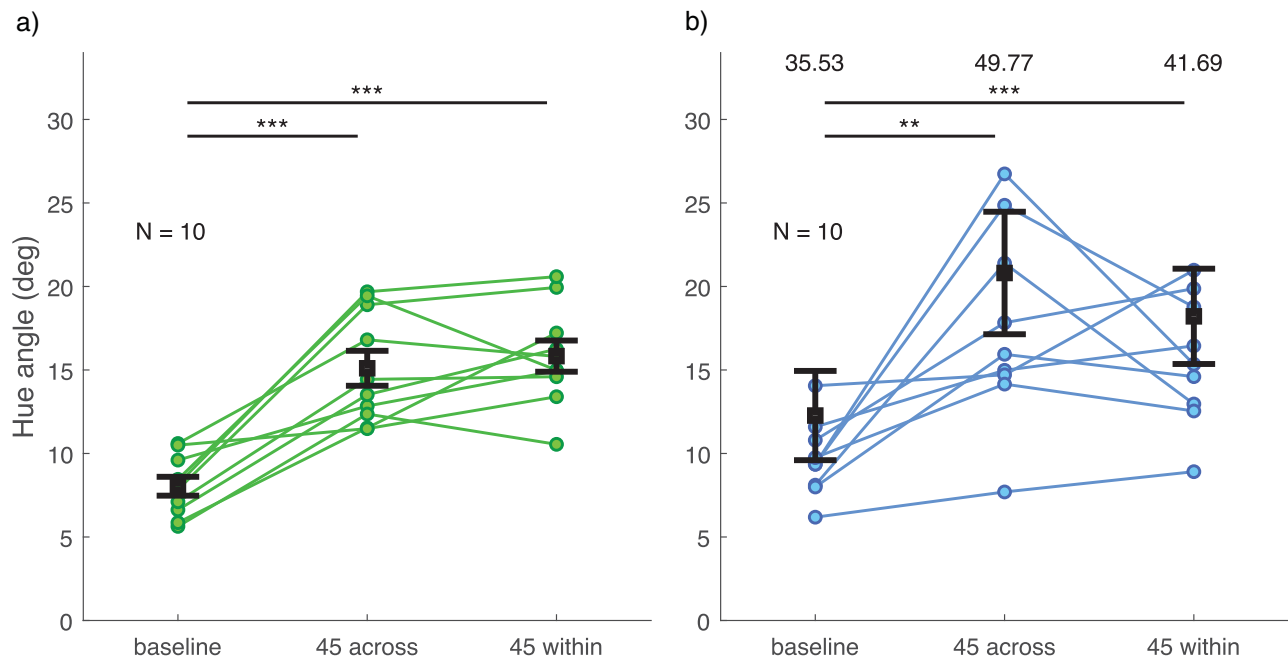 a)
***
***
N = 10
Hue angle (deg)
30
25
20
15
10
5
0
baseline 45 across 45 within
b)
35.53 49.77 41.69
***
**
N = 10
30
25
20
15
10
5
0
baseline 45 across 45 within